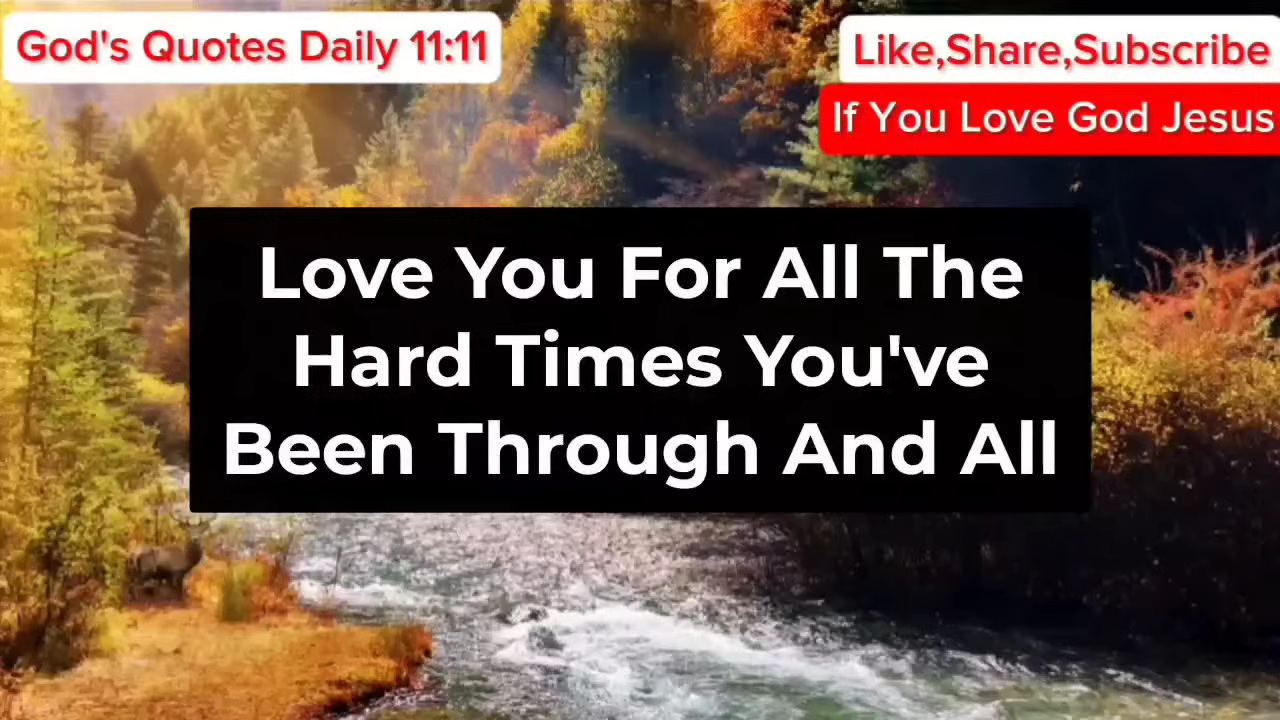 God's Quotes Daily 11:11
Like,Share,Subscribe
If You Love God Jesus
Love You For All The
Hard Times You've
Been Through And All